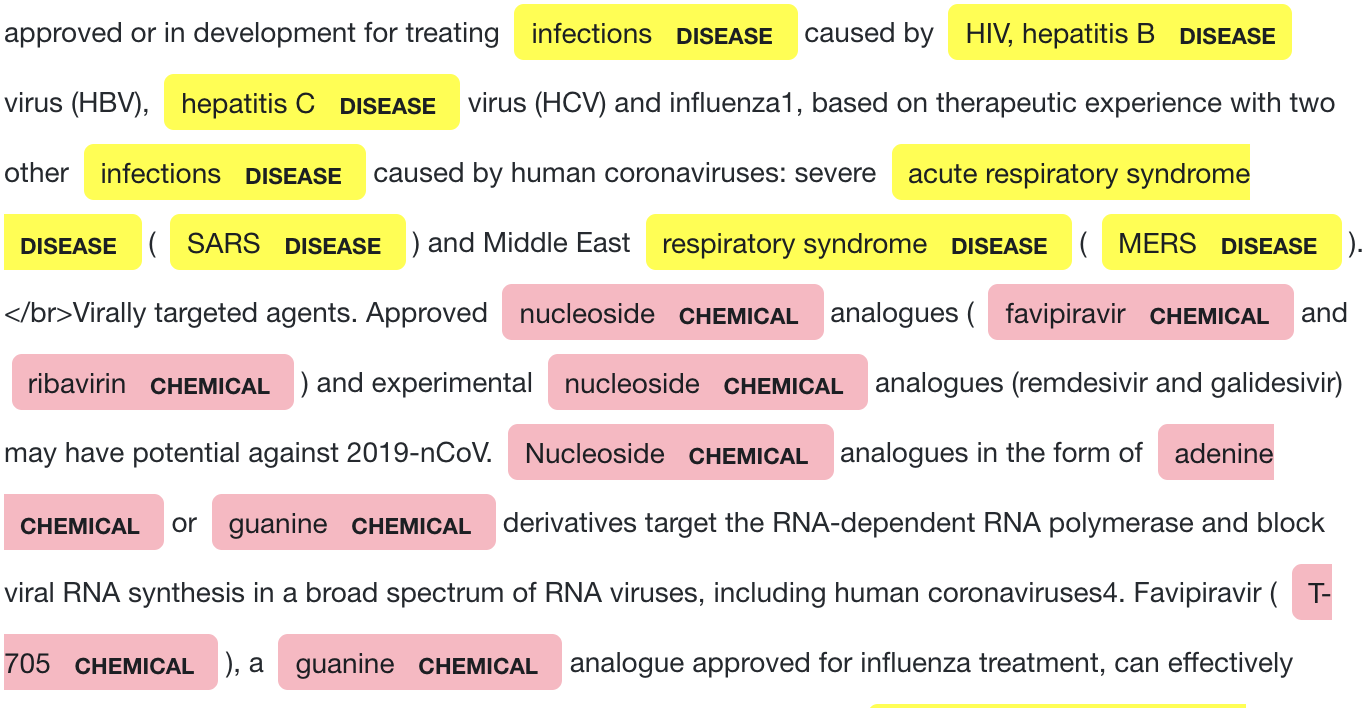 approved or in development for treating infections DISEASE caused by HIV, hepatitis B DISEASE
virus (HBV), hepatitis C DISEASE virus (HCV) and influenza1, based on therapeutic experience with two
other infections DISEASE caused by human coronaviruses: severe acute respiratory syndrome
DISEASE ( SARS DISEASE ) and Middle East respiratory syndrome DISEASE ( MERS DISEASE ).
</br>Virally targeted agents. Approved nucleoside CHEMICAL analogues ( favipiravir CHEMICAL and
ribavirin CHEMICAL ) and experimental nucleoside CHEMICAL analogues (remdesivir and galidesivir)
may have potential against 2019-nCoV. Nucleoside CHEMICAL analogues in the form of adenine
CHEMICAL or guanine CHEMICAL derivatives target the RNA-dependent RNA polymerase and block
viral RNA synthesis in a broad spectrum of RNA viruses, including human coronaviruses4. Favipiravir ( T-
705 CHEMICAL ), a guanine CHEMICAL analogue approved for influenza treatment, can effectively